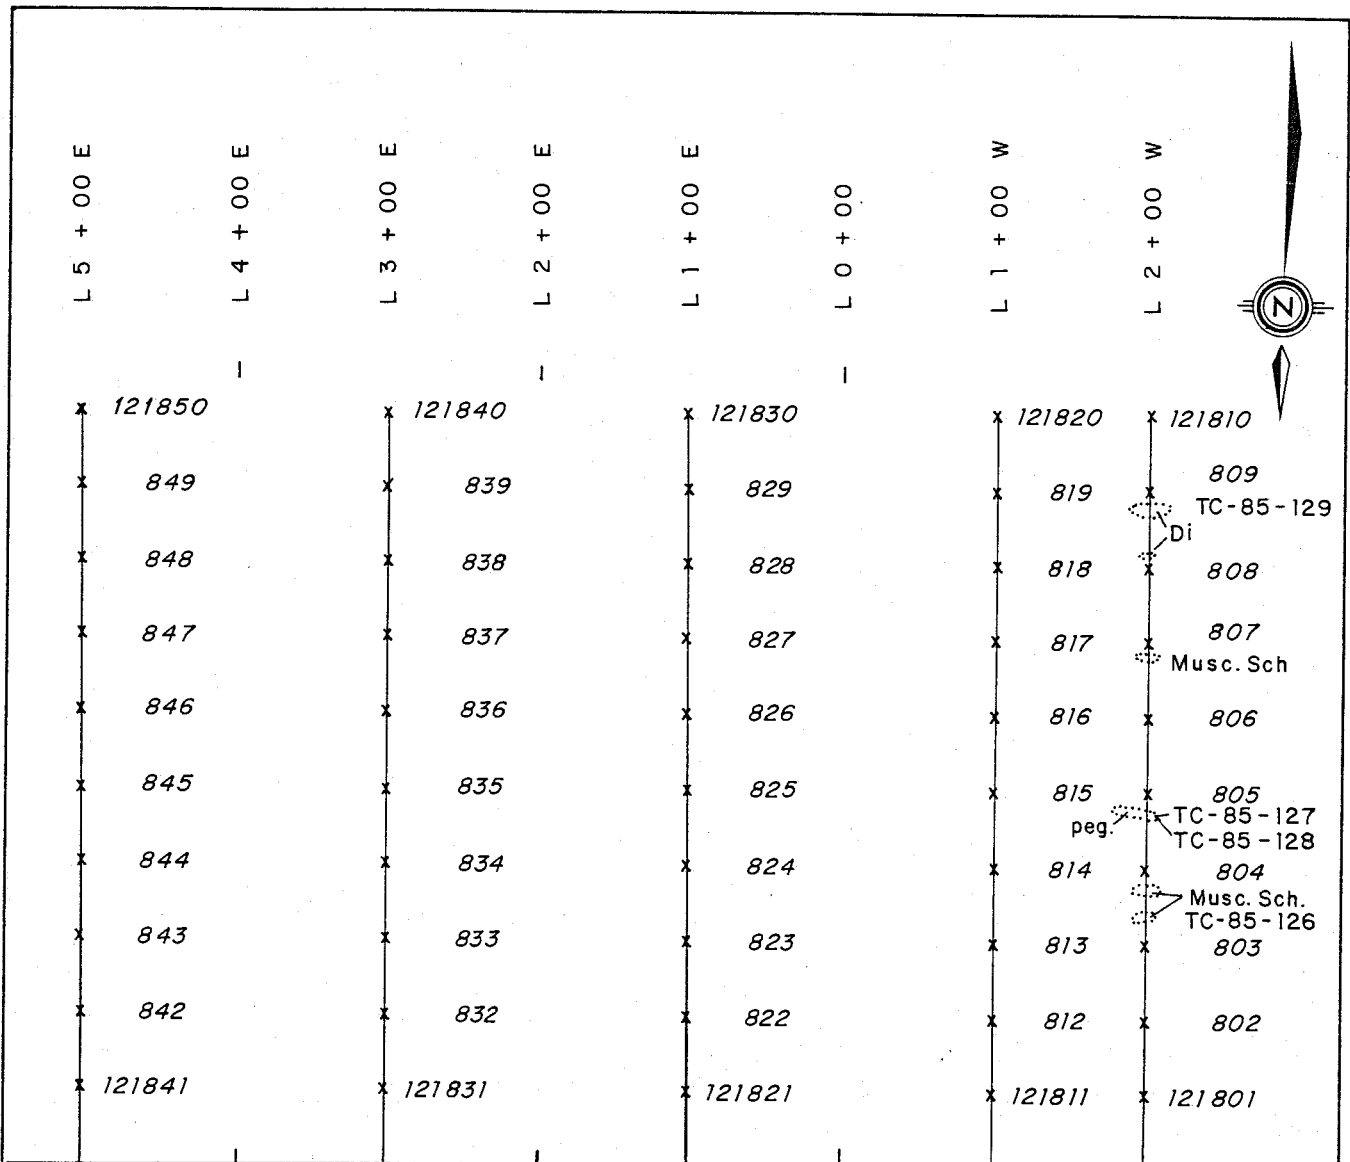 L 5 + 00 E
L 4 + 00 E
L 3 + 00 E
L 2 + 00 E
L 1 + 00 E
L 0 + 00
L 1 + 00 W
L 2 + 00 W
N
121850 121840 121830 121820 121810
849 839 829 819 809
TC-85-129
Di
848 838 828 818 808
847 837 827 817 807
Musc. Sch
846 836 826 816 806
845 835 825 815 805
peg. TC-85-127
TC-85-128
844 834 824 814 804
Musc. Sch.
TC-85-126
843 833 823 813 803
842 832 822 812 802
121841 121831 121821 121811 121801